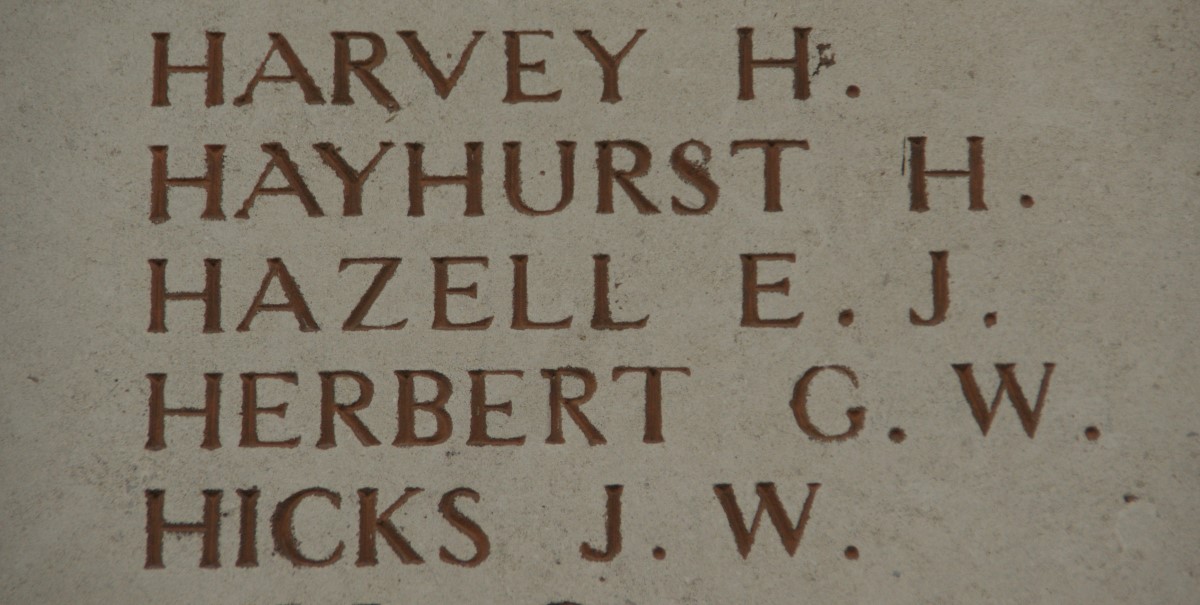 HARVEY H.
HAYHURST H.
HAZELL E. J.
HERBERT G. W.
HICKS J. W.